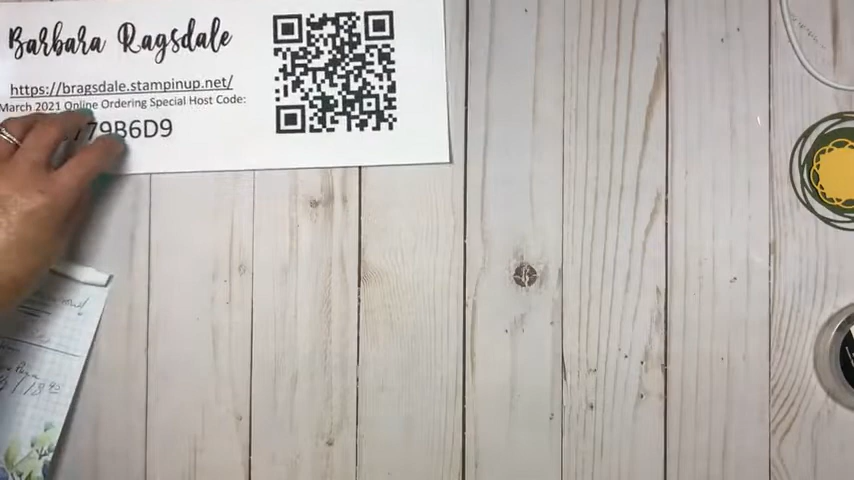 Barbara Ragsdale
https://bragsdale.stampinup.net/
March 2021 Online Ordering Special Host Code:
79B6D9